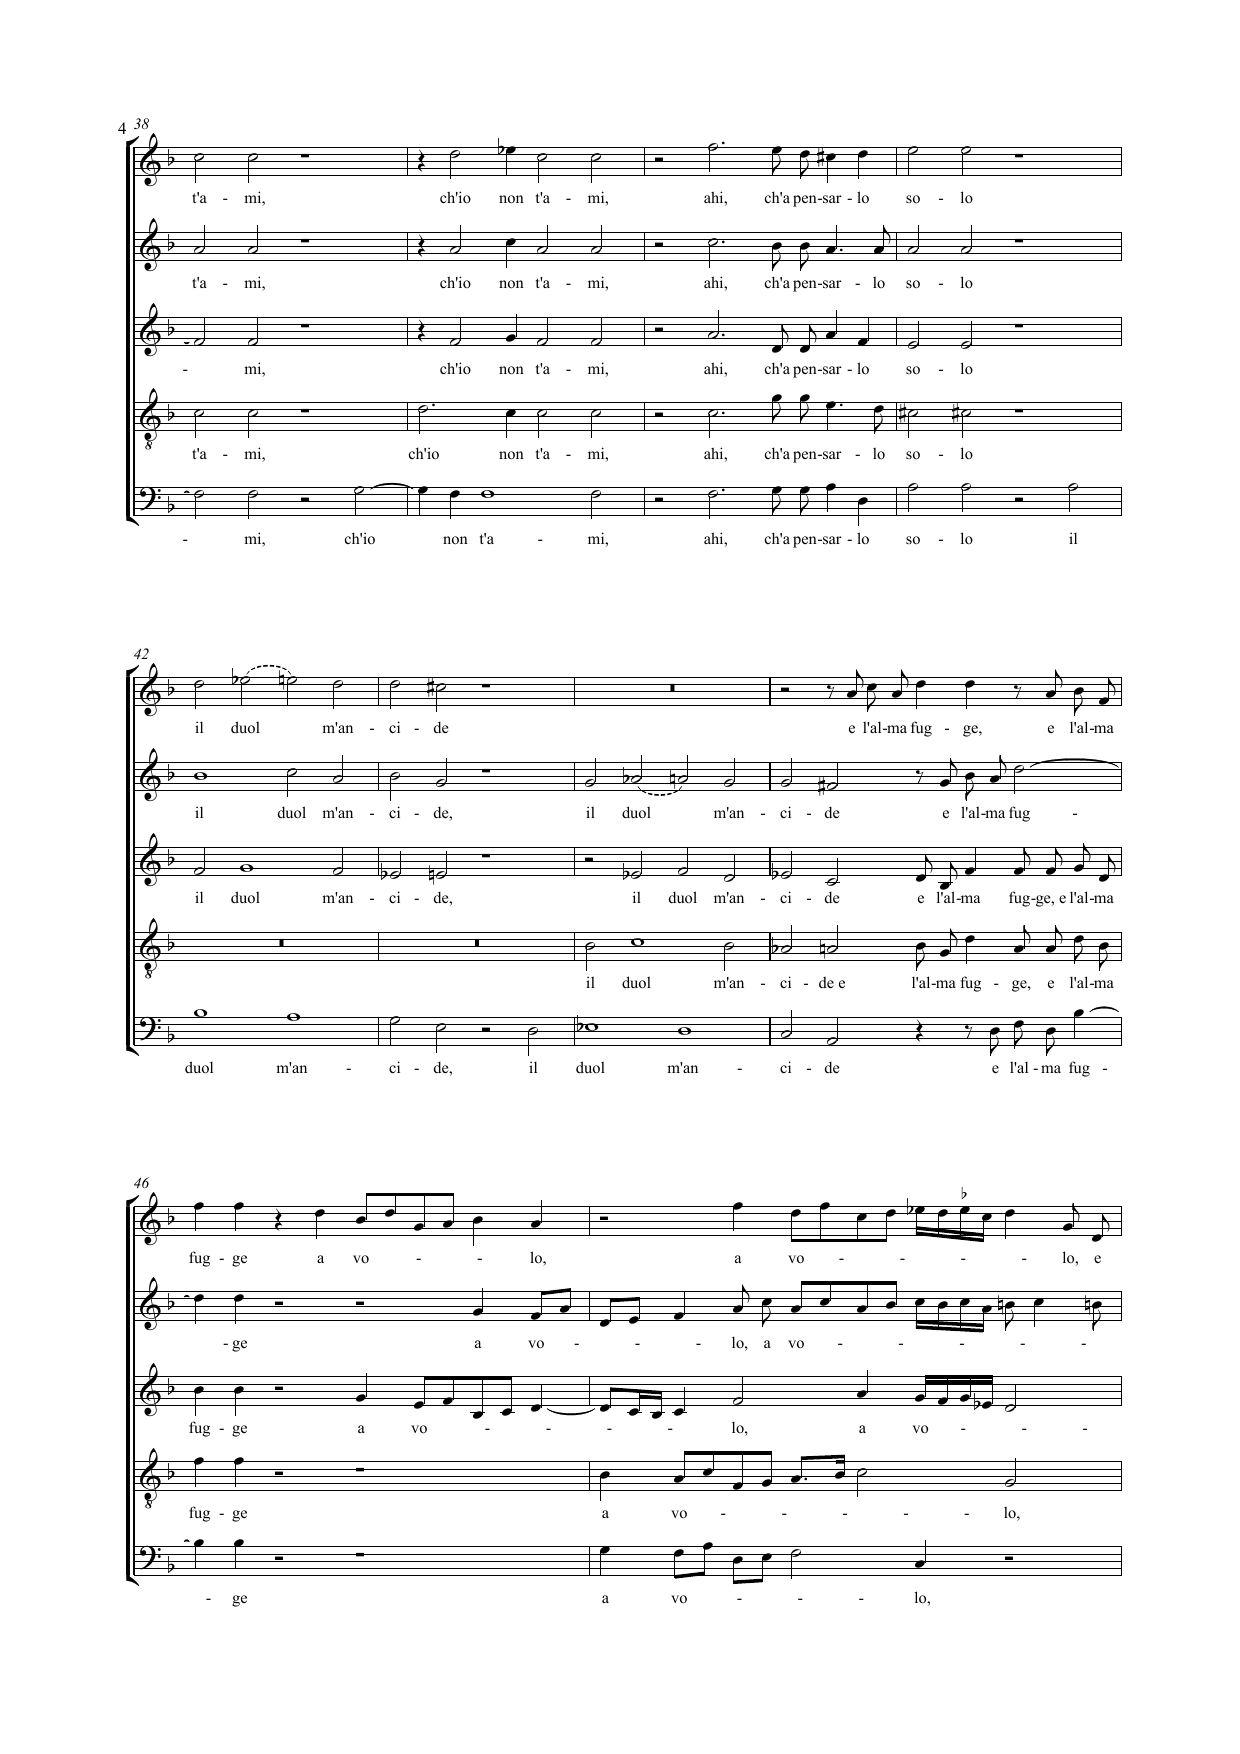 4 38
t'a - mi, ch'io non t'a - mi, ahi, ch'a pen-sar - lo so - lo
t'a - mi, ch'io non t'a - mi, ahi, ch'a pen-sar - lo so - lo
- mi, ch'io non t'a - mi, ahi, ch'a pen-sar - lo so - lo
8
t'a - mi, ch'io non t'a - mi, ahi, ch'a pen-sar - lo so - lo
- mi, ch'io non t'a - mi, ahi, ch'a pen-sar - lo so - lo il
42
il duol m'an - ci - de e l'al-ma fug - ge, e l'al-ma
il duol m'an - ci - de, il duol m'an - ci - de e l'al-ma fug -
il duol m'an - ci - de, il duol m'an - ci - de e l'al-ma fug-ge, e l'al-ma
8
il duol m'an - ci - de e l'al-ma fug - ge, e l'al-ma
duol m'an - ci - de, il duol m'an - ci - de e l'al - ma fug -
46
fug - ge a vo - - lo, a vo - - - - lo, e
- ge a vo - - - lo, a vo - - - - -
fug - ge a vo - - - - lo, a vo - - -
8
fug - ge a vo - - - - - lo,
- ge a vo - - - lo,